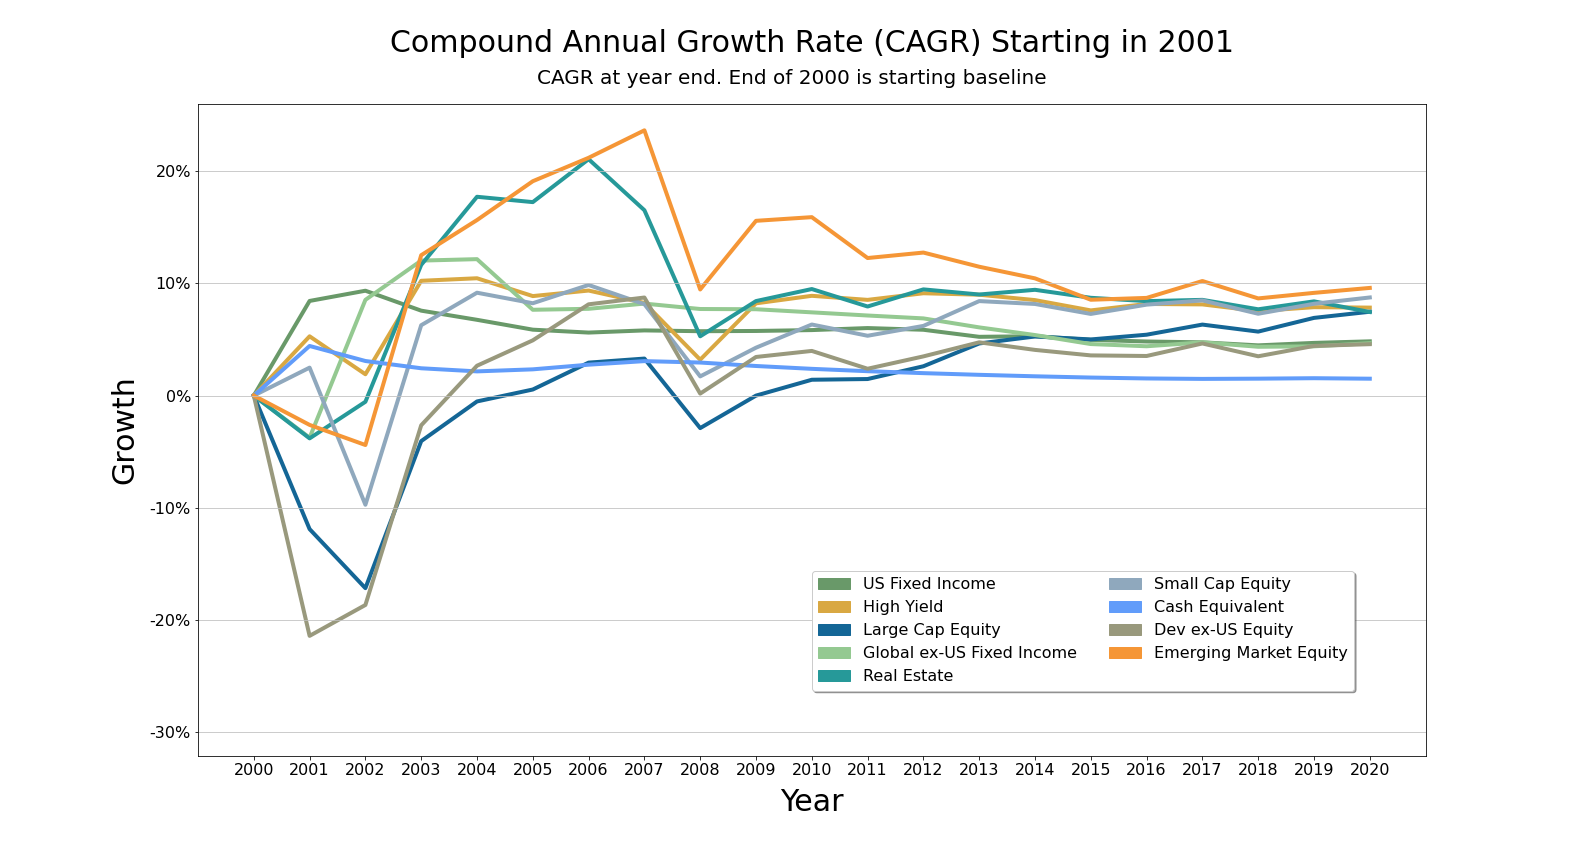 Compound Annual Growth Rate (CAGR) Starting in 2001
CAGR at year end. End of 2000 is starting baseline
Growth
20%
10%
0%
-10%
-20%
-30%
US Fixed Income
High Yield
Large Cap Equity
Global ex-US Fixed Income
Real Estate
Small Cap Equity
Cash Equivalent
Dev ex-US Equity
Emerging Market Equity
2000 2001 2002 2003 2004 2005 2006 2007 2008 2009 2010 2011 2012 2013 2014 2015 2016 2017 2018 2019 2020
Year